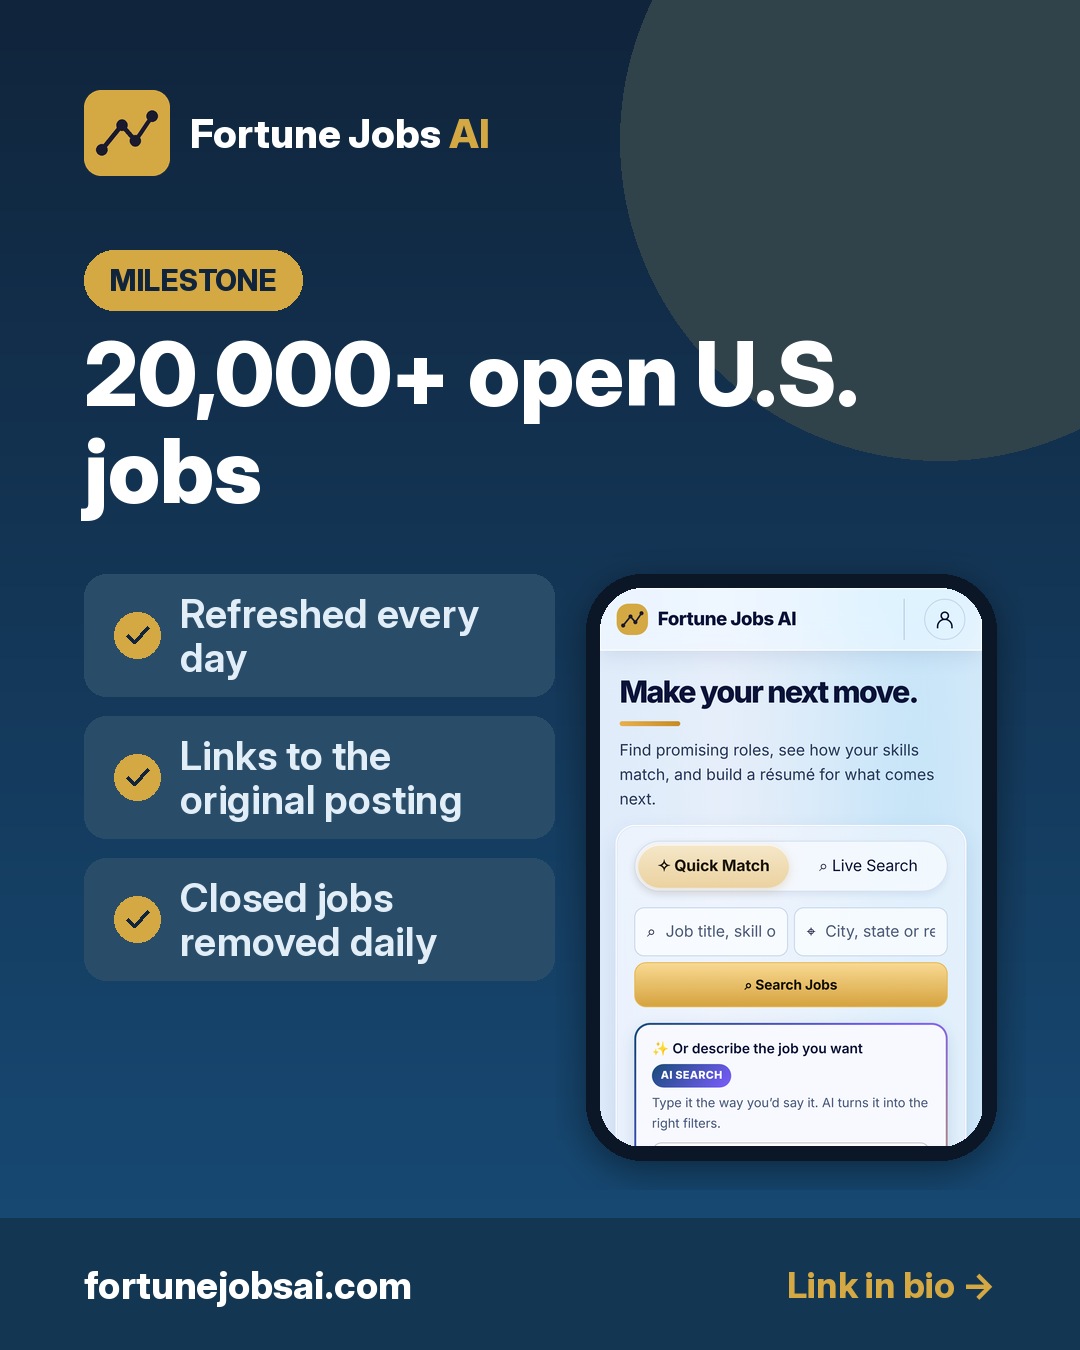 Fortune Jobs AI
MILESTONE
20,000+ open U.S.
jobs
Refreshed every
day
Links to the
original posting
Closed jobs
removed daily
Fortune Jobs AI
Make your next move.
Find promising roles, see how your skills
match, and build a résumé for what comes
next.
Quick Match
Live Search
Job title, skill o
City, state or re
Search Jobs
Or describe the job you want
AI SEARCH
Type it the way you’d say it. AI turns it into the
right filters.
fortunejobsai.com
Link in bio →